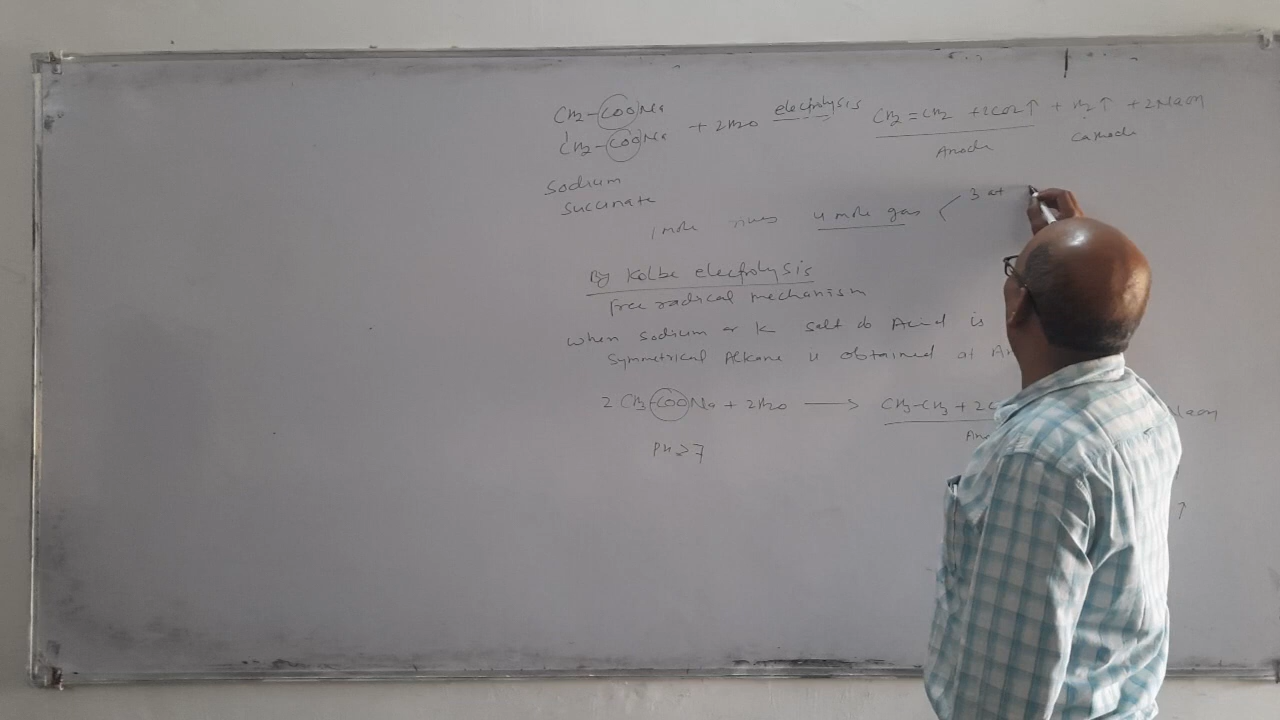 CH2-COONa
CH2-COONa + 2H2O electrolysis CH2=CH2 + 2CO2↑ + H2↑ + 2NaOH
Anode Cathode
Sodium
Succinate
1 mole gives 4 mole gas 3 at
By Kolbe electrolysis
Free radical mechanism
When sodium or K salt of Acid is
Symmetrical Alkane is obtained at An
2 CH3-COONa + 2H2O → CH3-CH3 + 2C
An
PH>7
↑